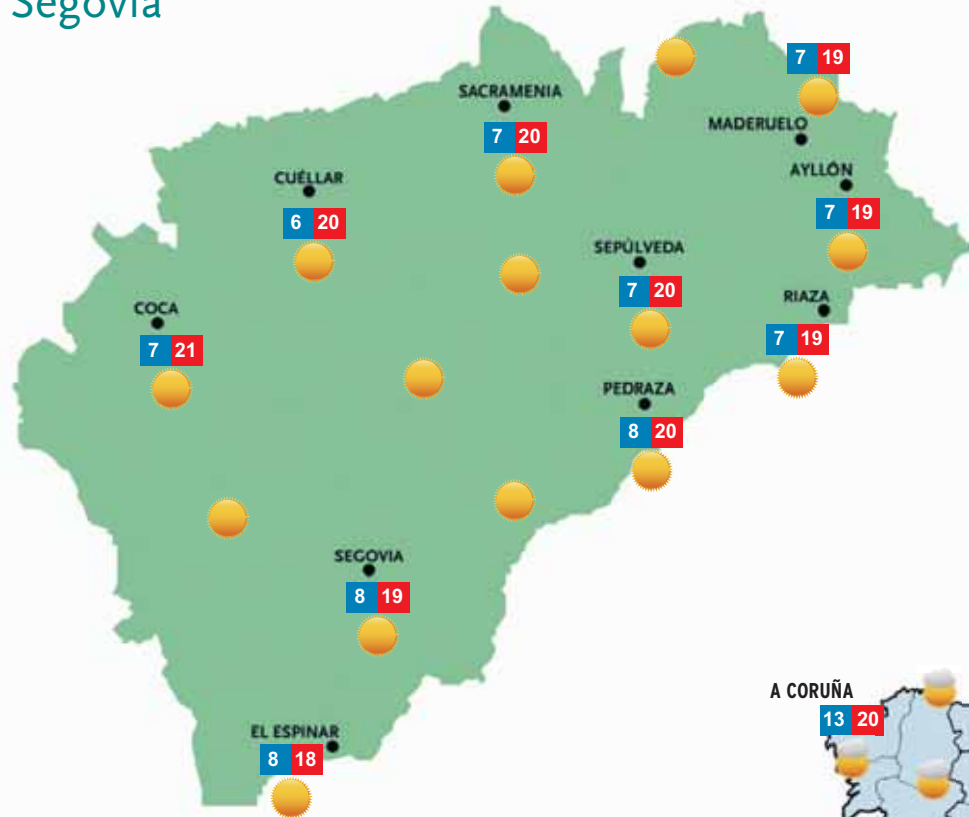 Segovia
7 19
SACRAMENIA
7 20
MADERUELO
AYLLÓN
7 19
CUÉLLAR
6 20
SEPÚLVEDA
7 20
RIAZA
7 19
COCA
7 21
PEDRAZA
8 20
SEGOVIA
8 19
A CORUÑA
13 20
EL ESPINAR
8 18